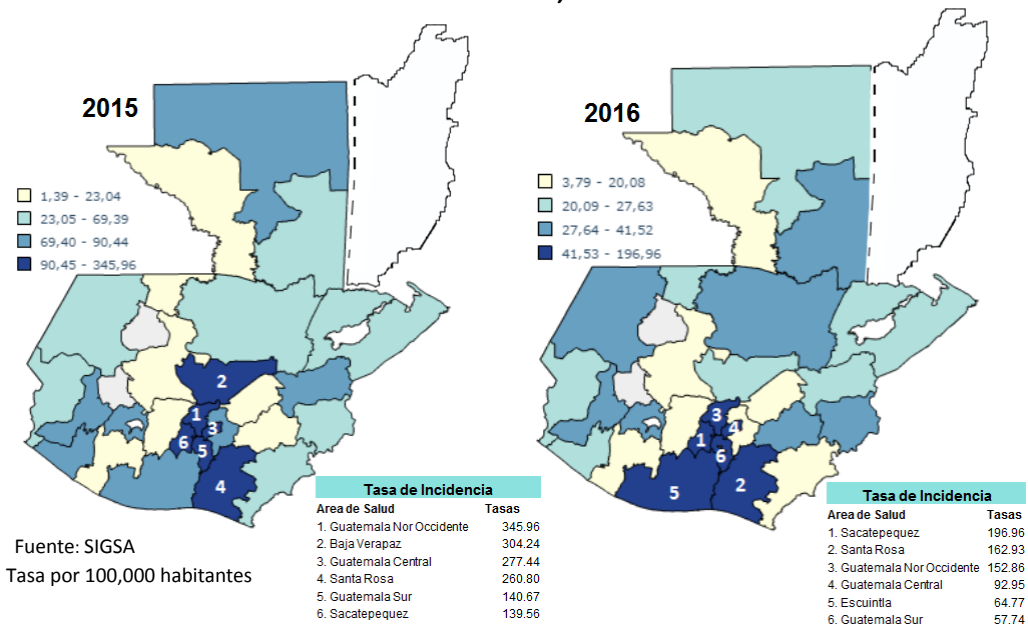 2015
1,39 - 23,04
23,05 - 69,39
69,40 - 90,44
90,45 - 345,96
2
1
3
6
5
4
Tasa de Incidencia
Area de Salud Tasas
1. Guatemala Nor Occidente 345.96
2. Baja Verapaz 304.24
3. Guatemala Central 277.44
4. Santa Rosa 260.80
5. Guatemala Sur 140.67
6. Sacatepequez 139.56
Fuente: SIGSA
Tasa por 100,000 habitantes
2016
3,79 - 20,08
20,09 - 27,63
27,64 - 41,52
41,53 - 196,96
3
4
1
6
5
2
Tasa de Incidencia
Area de Salud Tasas
1. Sacatepequez 196.96
2. Santa Rosa 162.93
3. Guatemala Nor Occidente 152.86
4. Guatemala Central 92.95
5. Escuintla 64.77
6. Guatemala Sur 57.74